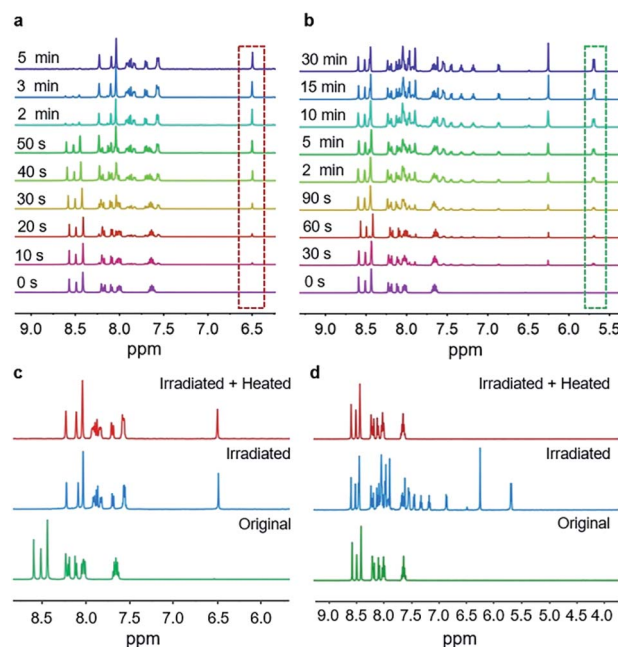 a
5 min
3 min
2 min
50 s
40 s
30 s
20 s
10 s
0 s
9.0 8.5 8.0 7.5 7.0 6.5
ppm
b
30 min
15 min
10 min
5 min
2 min
90 s
60 s
30 s
0 s
9.0 8.5 8.0 7.5 7.0 6.5 6.0 5.5
ppm
c
Irradiated + Heated
Irradiated
Original
8.5 8.0 7.5 7.0 6.5 6.0
ppm
d
Irradiated + Heated
Irradiated
Original
9.0 8.5 8.0 7.5 7.0 6.5 6.0 5.5 5.0 4.5 4.0
ppm